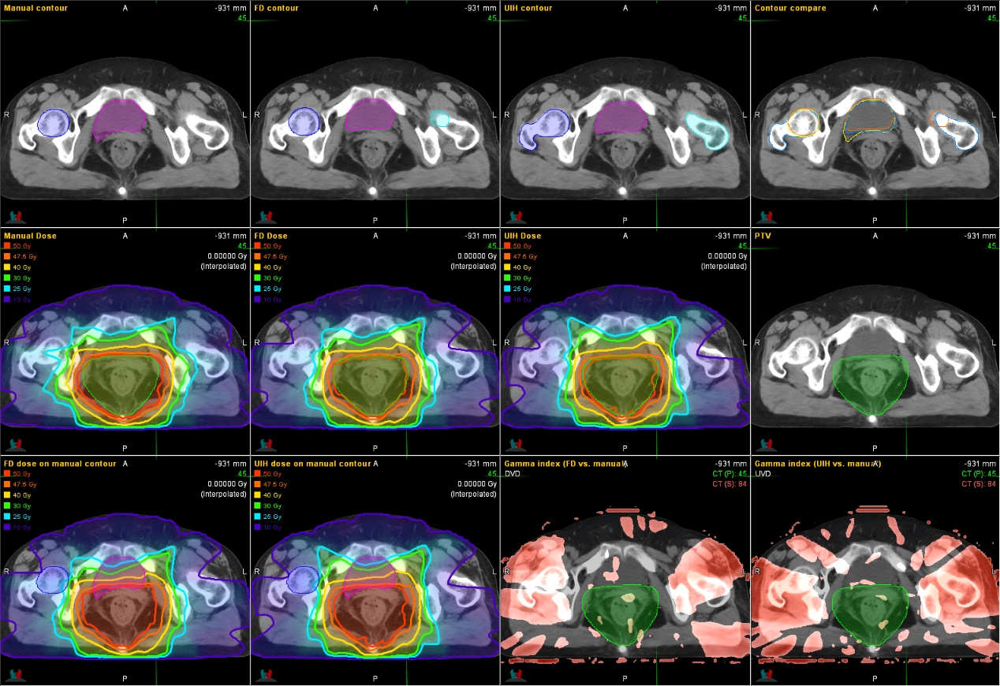 Manual contour A -931 mm
45
R L
P
FD contour A -931 mm
45
R L
P
UIH contour A -931 mm
45
R L
P
Contour compare A -931 mm
45
R L
P
Manual Dose A -931 mm
50 Gy 45
47.5 Gy 0.00000 Gy
40 Gy (Interpolated)
30 Gy
25 Gy
10 Gy
R L
P
FD Dose A -931 mm
50 Gy 45
47.5 Gy 0.00000 Gy
40 Gy (Interpolated)
30 Gy
25 Gy
10 Gy
R L
P
UIH Dose A -931 mm
50 Gy 45
47.5 Gy 0.00000 Gy
40 Gy (Interpolated)
30 Gy
25 Gy
10 Gy
R L
P
PTV A -931 mm
45
R L
P
FD dose on manual contour A -931 mm
50 Gy 45
47.5 Gy 0.00000 Gy
40 Gy (Interpolated)
30 Gy
25 Gy
10 Gy
R L
P
UIH dose on manual contour A -931 mm
50 Gy 45
47.5 Gy 0.00000 Gy
40 Gy (Interpolated)
30 Gy
25 Gy
10 Gy
R L
P
Gamma index (FD vs. manual) A -931 mm
DVD CT (P): 45
CT (S): 84
R L
P
Gamma index (UIH vs. manual) A -931 mm
UVD CT (P): 45
CT (S): 84
R L
P